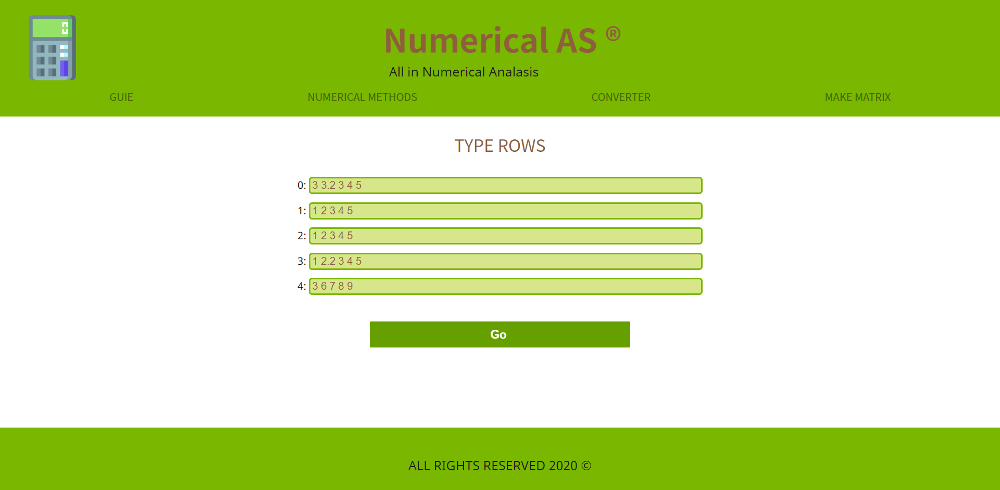 Numerical AS ®
All in Numerical Analasis
GUIE NUMERICAL METHODS CONVERTER MAKE MATRIX
TYPE ROWS
0: 3 3.2 3 4 5
1: 1 2 3 4 5
2: 1 2 3 4 5
3: 1 2.2 3 4 5
4: 3 6 7 8 9
Go
ALL RIGHTS RESERVED 2020 ©